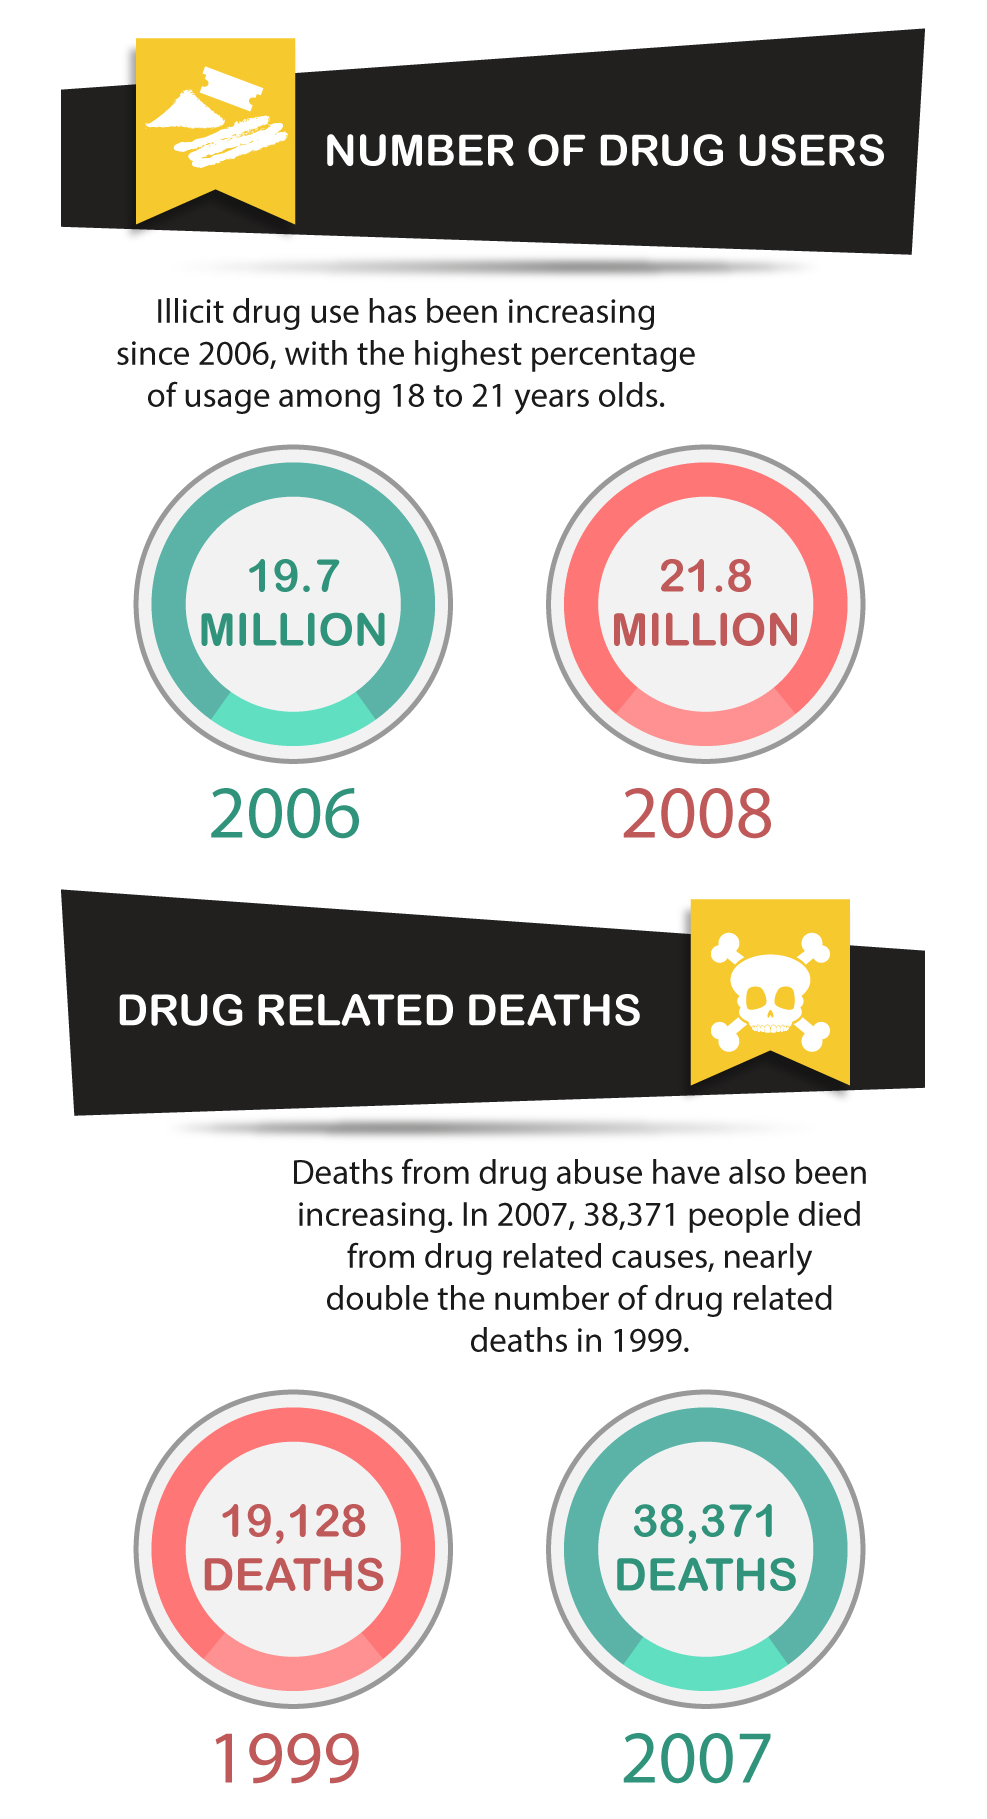 NUMBER OF DRUG USERS
Illicit drug use has been increasing
since 2006, with the highest percentage
of usage among 18 to 21 years olds.
19.7
MILLION
2006
21.8
MILLION
2008
DRUG RELATED DEATHS
Deaths from drug abuse have also been
increasing. In 2007, 38,371 people died
from drug related causes, nearly
double the number of drug related
deaths in 1999.
19,128
DEATHS
1999
38,371
DEATHS
2007